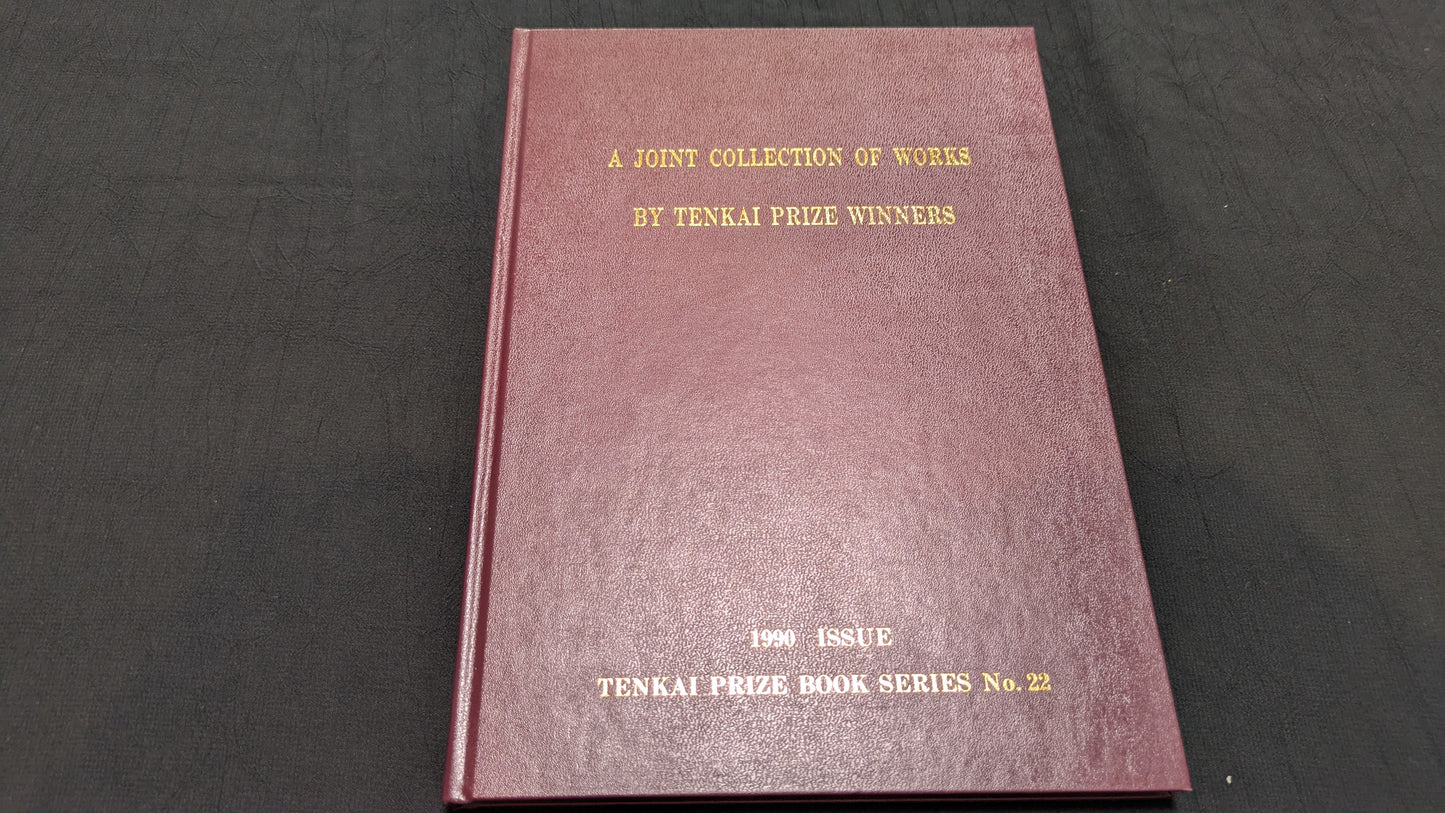 A JOINT COLLECTION OF WORKS
BY TENKAI PRIZE WINNERS
1990 ISSUE
TENKAI PRIZE BOOK SERIES No. 22